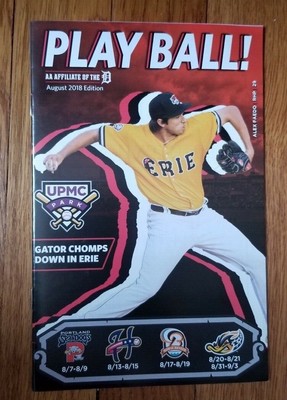 PLAY BALL!
AA AFFILIATE OF THE D
August 2018 Edition
ALEX FAEDO RHP 29
ERIE
UPMC
PARK
GATOR CHOMPS
DOWN IN ERIE
PORTLAND
SEA DOGS
8/7-8/9
H
8/13-8/15
B
8/17-8/19
8/20-8/21
8/31-9/3